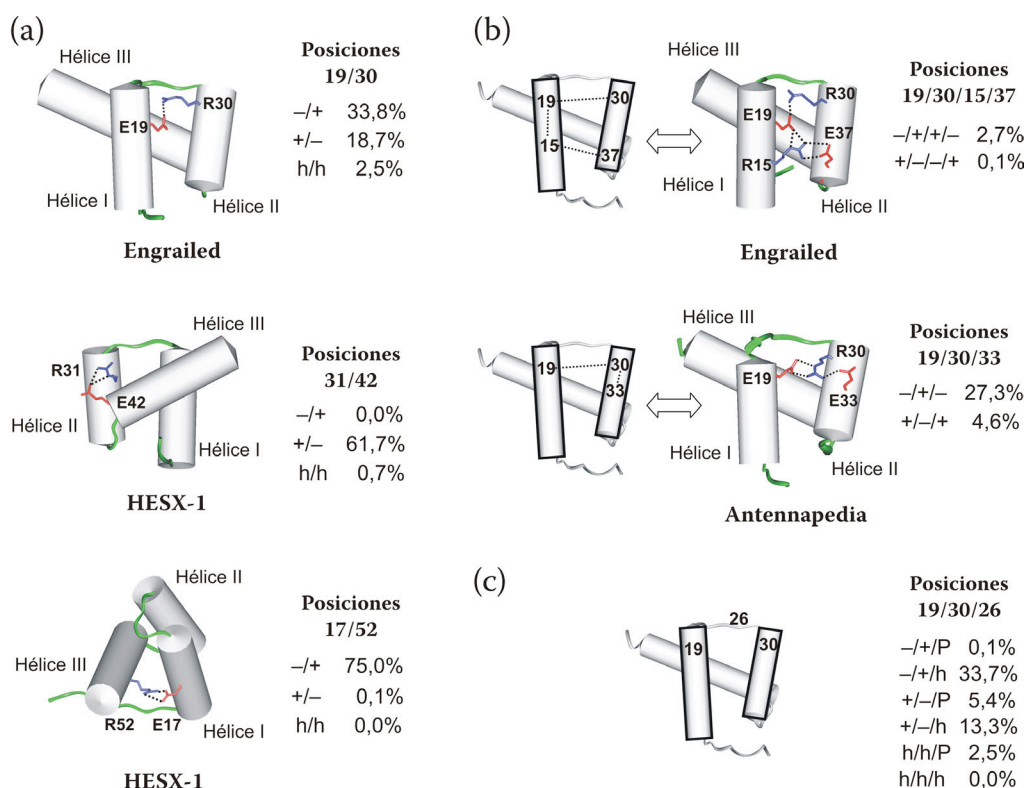 (a)
Hélice III
R30
E19
Hélice I
Hélice II
Engrailed
Posiciones
19/30
–/+ 33,8%
+/– 18,7%
h/h 2,5%
Hélice III
R31
E42
Hélice II
Hélice I
HESX-1
Posiciones
31/42
–/+ 0,0%
+/– 61,7%
h/h 0,7%
Hélice II
Hélice III
R52 E17
Hélice I
HESX-1
Posiciones
17/52
–/+ 75,0%
+/– 0,1%
h/h 0,0%
(b)
19 30
15
37
Hélice III
R30
E19
E37
R15
Hélice I
Hélice II
Engrailed
Posiciones
19/30/15/37
–/+/+/– 2,7%
+/–/–/+ 0,1%
19 30
33
Hélice III
R30
E19
E33
Hélice I
Hélice II
Antennapedia
Posiciones
19/30/33
–/+/– 27,3%
+/–/+ 4,6%
(c)
26
19 30
Posiciones
19/30/26
–/+/P 0,1%
–/+/h 33,7%
+/–/P 5,4%
+/–/h 13,3%
h/h/P 2,5%
h/h/h 0,0%